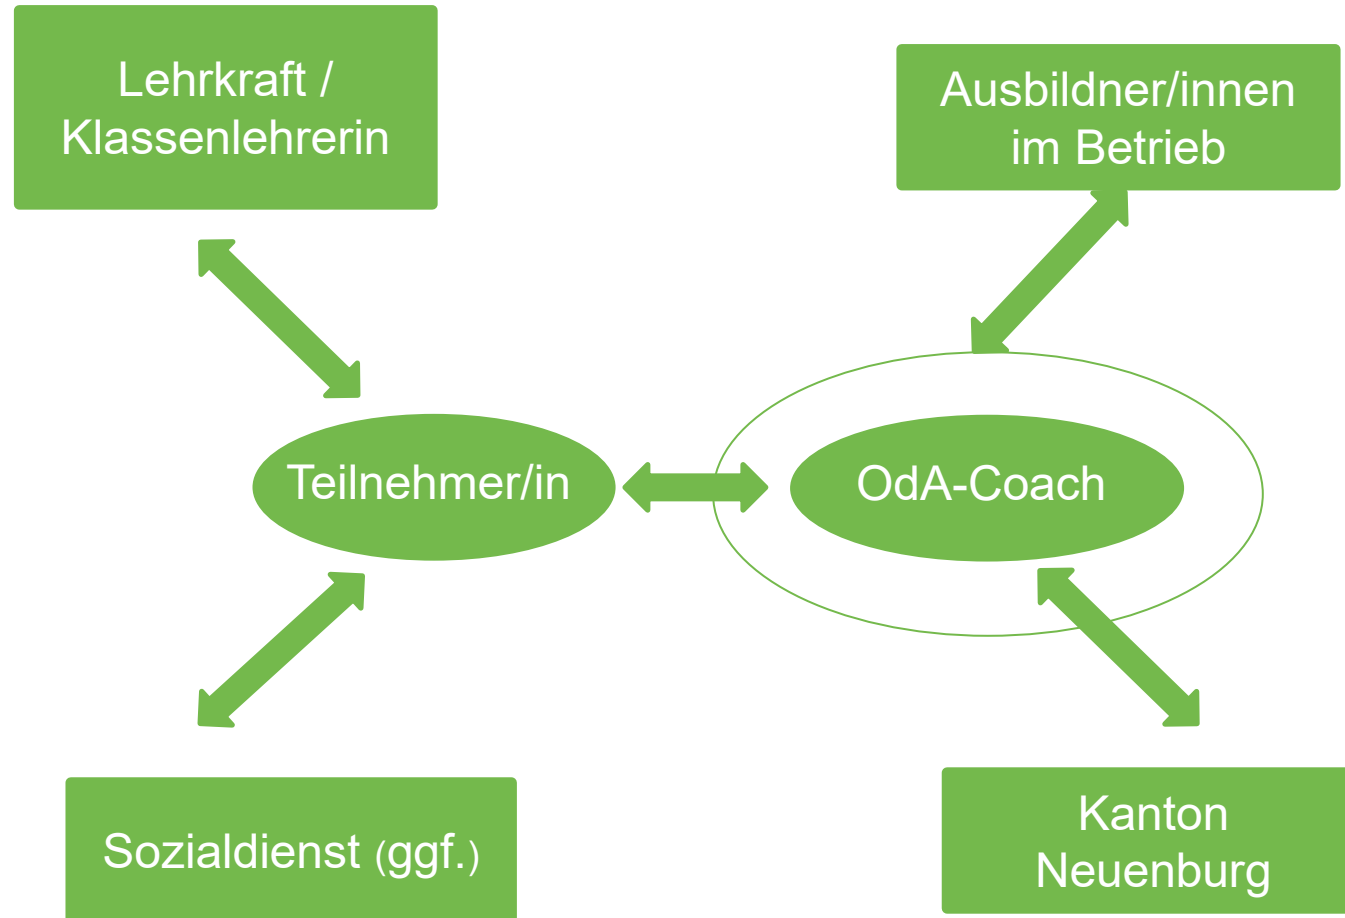 Lehrkraft /
Klassenlehrerin
Ausbildner/innen
im Betrieb
Teilnehmer/in
OdA-Coach
Sozialdienst (ggf.)
Kanton
Neuenburg